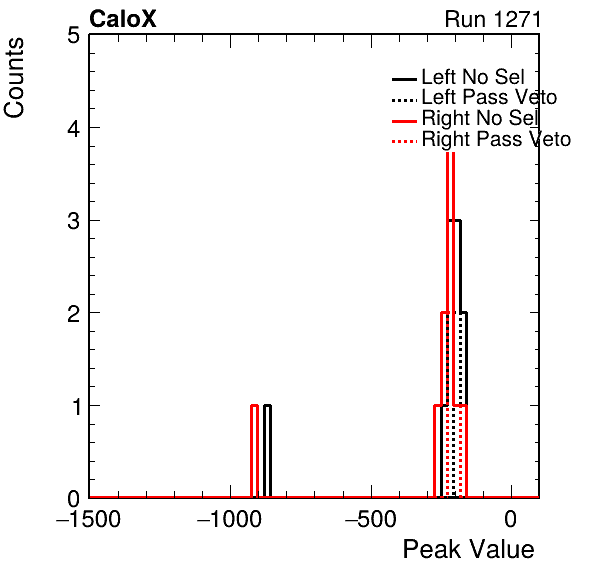 CaloX Run 1271
Counts
5
4
3
2
1
0
Left No Sel
Left Pass Veto
Right No Sel
Right Pass Veto
−1500 −1000 −500 0
Peak Value